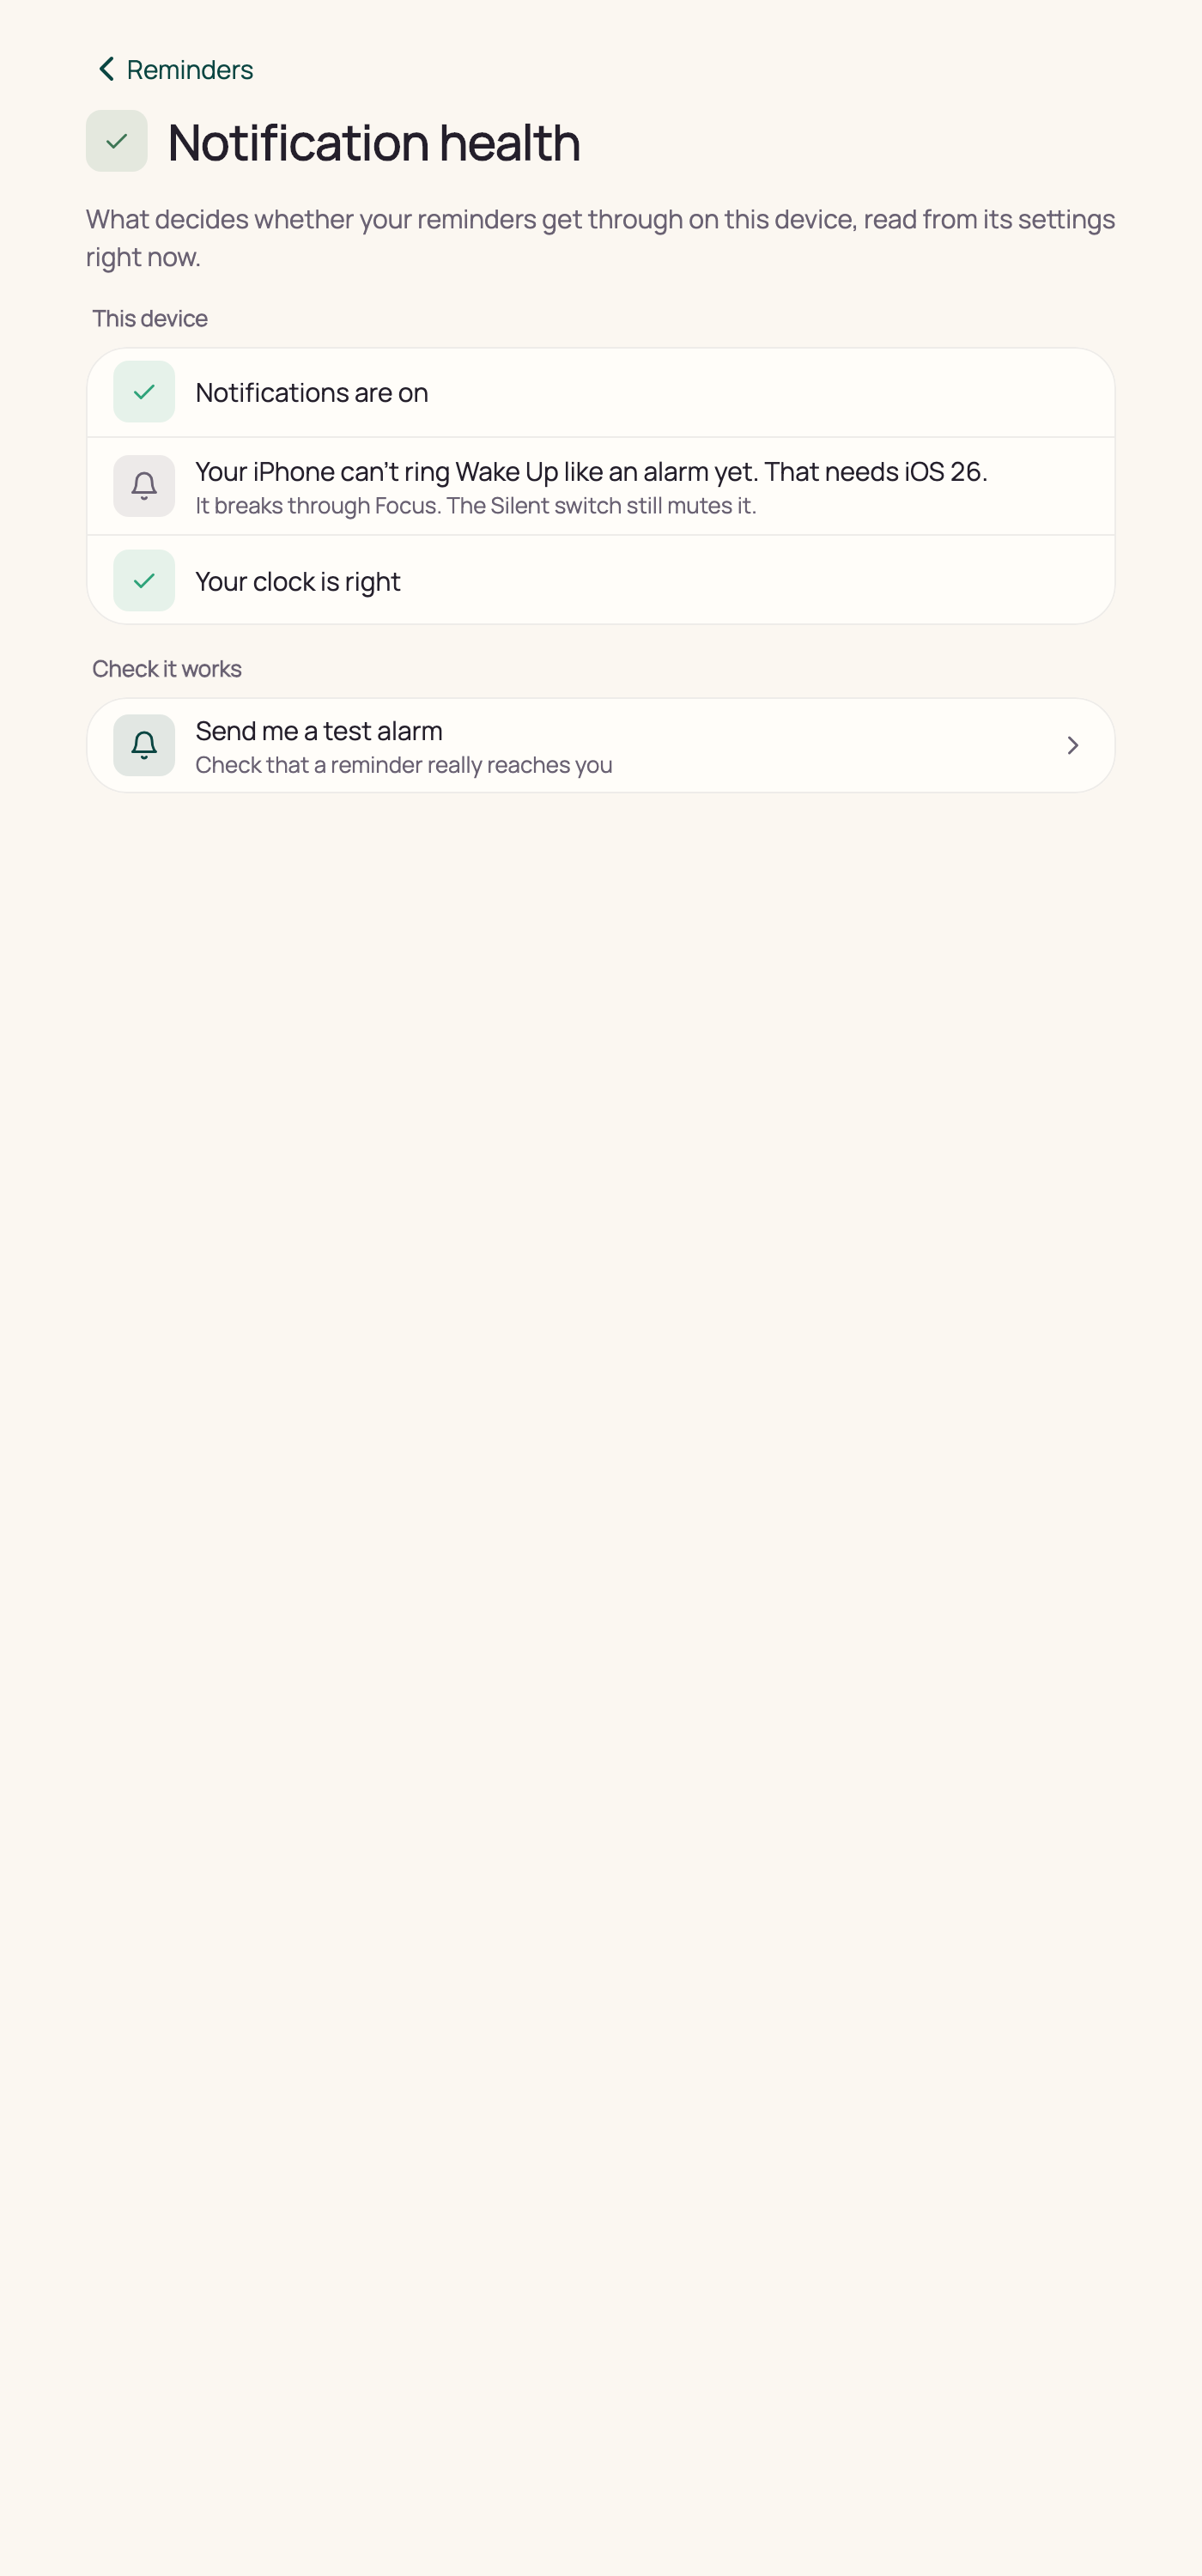 Reminders
Notification health
What decides whether your reminders get through on this device, read from its settings
right now.
This device
Notifications are on
Your iPhone can’t ring Wake Up like an alarm yet. That needs iOS 26.
It breaks through Focus. The Silent switch still mutes it.
Your clock is right
Check it works
Send me a test alarm
Check that a reminder really reaches you